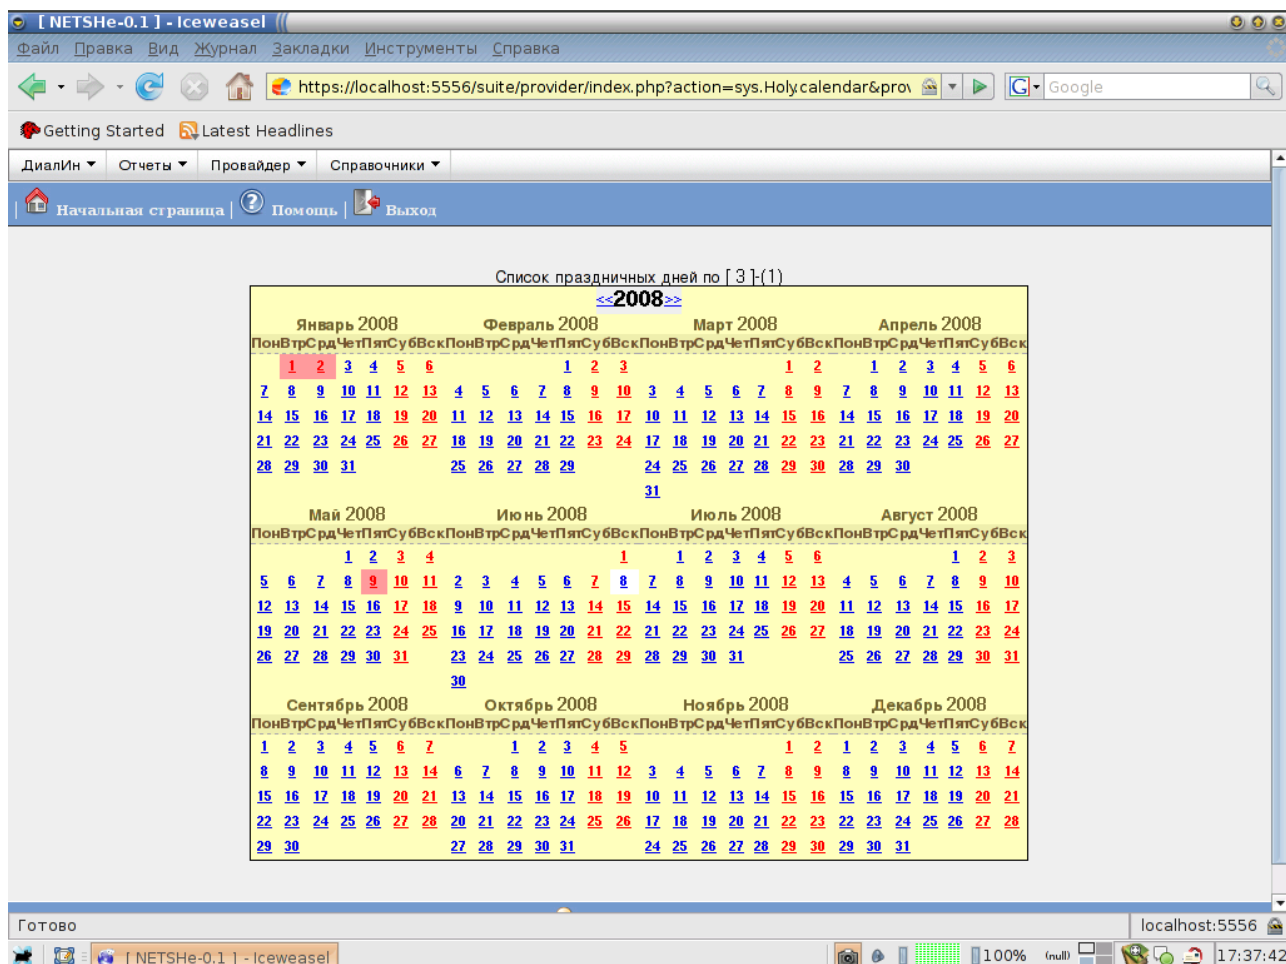 [ NETSHe-0.1 ] - Iceweasel
Файл Правка Вид Журнал Закладки Инструменты Справка
https://localhost:5556/suite/provider/index.php?action=sys.Holycalendar&prov Google
Getting Started Latest Headlines
ДиалИн Отчеты Провайдер Справочники
| Начальная страница | Помощь | Выход
Список праздничных дней по [ 3 ]-(1)
<<2008>>
Январь 2008 Февраль 2008 Март 2008 Апрель 2008
ПонВтрСрдЧетПятСубВскПонВтрСрдЧетПятСубВскПонВтрСрдЧетПятСубВскПонВтрСрдЧетПятСубВск
1 2 3 4 5 6 1 2 3 1 2 1 2 3 4 5 6
7 8 9 10 11 12 13 4 5 6 7 8 9 10 3 4 5 6 7 8 9 7 8 9 10 11 12 13
14 15 16 17 18 19 20 11 12 13 14 15 16 17 10 11 12 13 14 15 16 14 15 16 17 18 19 20
21 22 23 24 25 26 27 18 19 20 21 22 23 24 17 18 19 20 21 22 23 21 22 23 24 25 26 27
28 29 30 31 25 26 27 28 29 24 25 26 27 28 29 30 28 29 30
31
Май 2008 Июнь 2008 Июль 2008 Август 2008
ПонВтрСрдЧетПятСубВскПонВтрСрдЧетПятСубВскПонВтрСрдЧетПятСубВскПонВтрСрдЧетПятСубВск
1 2 3 4 1 1 2 3 4 5 6 1 2 3
5 6 7 8 9 10 11 2 3 4 5 6 7 8 7 8 9 10 11 12 13 4 5 6 7 8 9 10
12 13 14 15 16 17 18 9 10 11 12 13 14 15 14 15 16 17 18 19 20 11 12 13 14 15 16 17
19 20 21 22 23 24 25 16 17 18 19 20 21 22 21 22 23 24 25 26 27 18 19 20 21 22 23 24
26 27 28 29 30 31 23 24 25 26 27 28 29 28 29 30 31 25 26 27 28 29 30 31
30
Сентябрь 2008 Октябрь 2008 Ноябрь 2008 Декабрь 2008
ПонВтрСрдЧетПятСубВскПонВтрСрдЧетПятСубВскПонВтрСрдЧетПятСубВскПонВтрСрдЧетПятСубВск
1 2 3 4 5 6 7 1 2 3 4 5 1 2 1 2 3 4 5 6 7
8 9 10 11 12 13 14 6 7 8 9 10 11 12 3 4 5 6 7 8 9 8 9 10 11 12 13 14
15 16 17 18 19 20 21 13 14 15 16 17 18 19 10 11 12 13 14 15 16 15 16 17 18 19 20 21
22 23 24 25 26 27 28 20 21 22 23 24 25 26 17 18 19 20 21 22 23 22 23 24 25 26 27 28
29 30 27 28 29 30 31 24 25 26 27 28 29 30 29 30 31
Готово localhost:5556
[ NETSHe-0.1 ] - Iceweasel 100% (null) 17:37:42